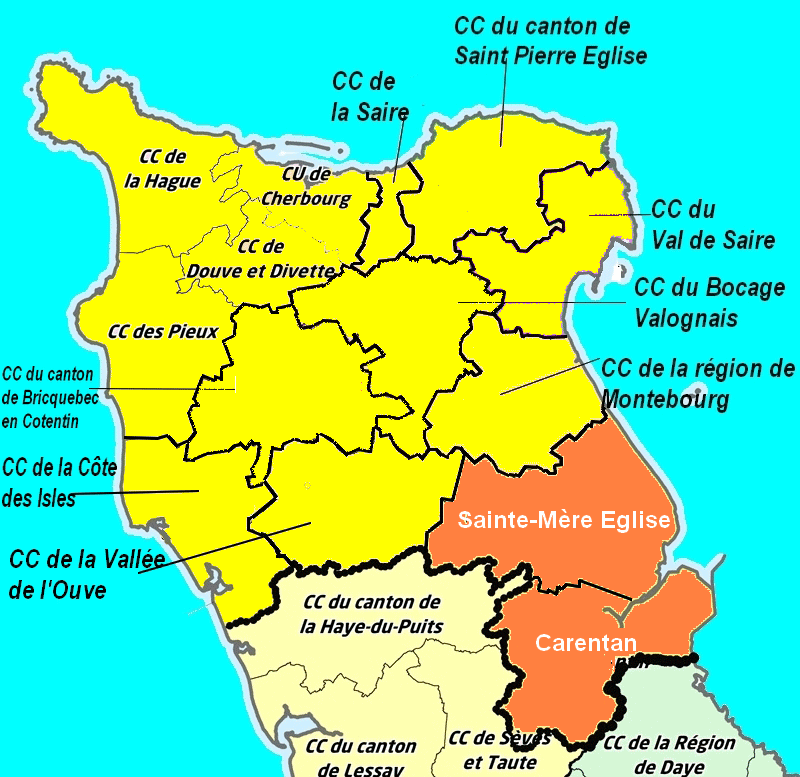 CC du canton de
Saint Pierre Eglise
CC de
la Saire
CC de
la Hague
CU de
Cherbourg
CC du
Val de Saire
CC de
Douve et Divette
CC du Bocage
Valognais
CC des Pieux
CC de la région de
Montebourg
CC du canton
de Bricquebec
en Cotentin
CC de la Côte
des Isles
Sainte-Mère Eglise
CC de la Vallée
de l'Ouve
CC du canton de
la Haye-du-Puits
Carentan
CC du canton
de Lessay
CC de Sèves
et Taute
CC de la Région
de Daye